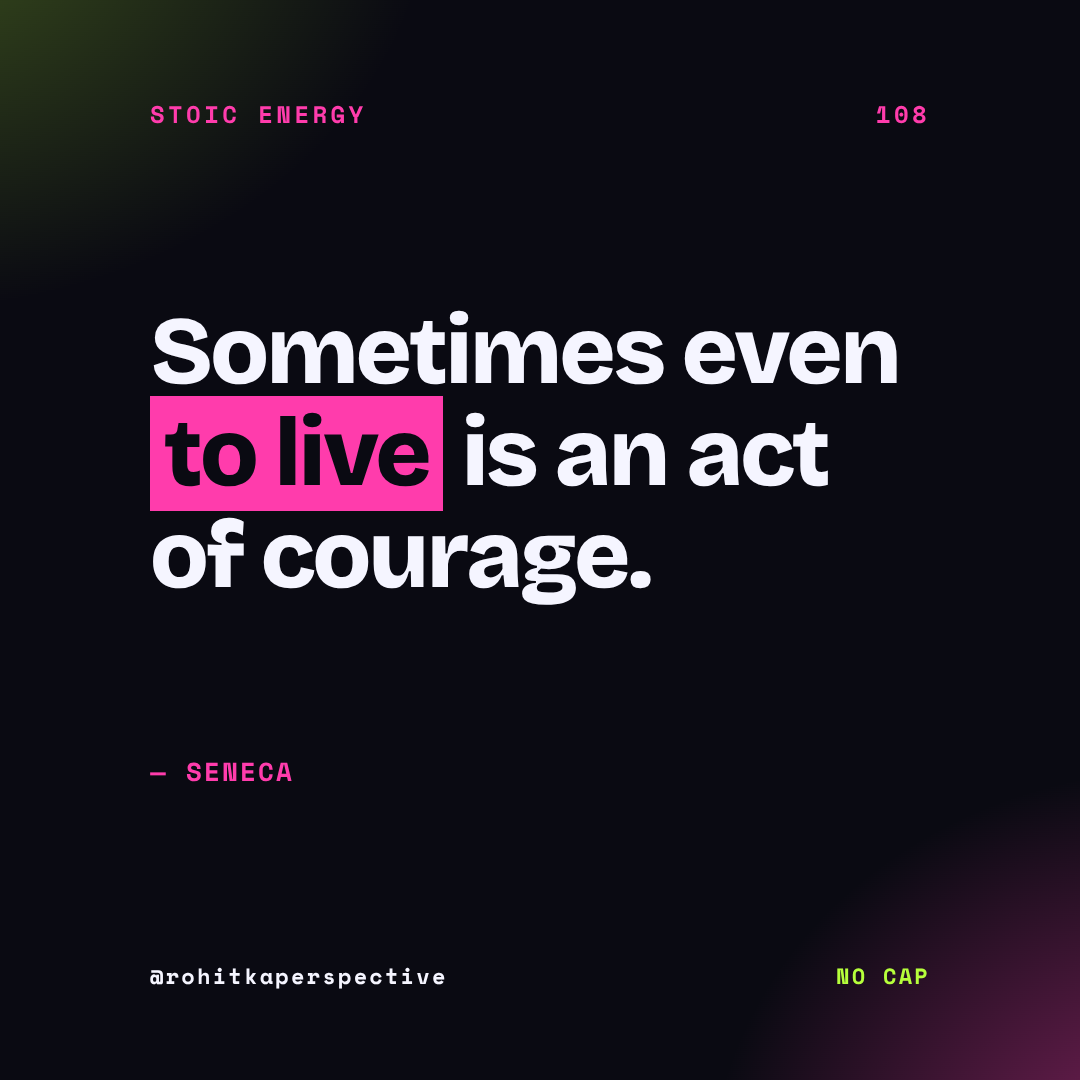 STOIC ENERGY
108
Sometimes even
to live is an act
of courage.
— SENECA
@rohitkaperspective
NO CAP